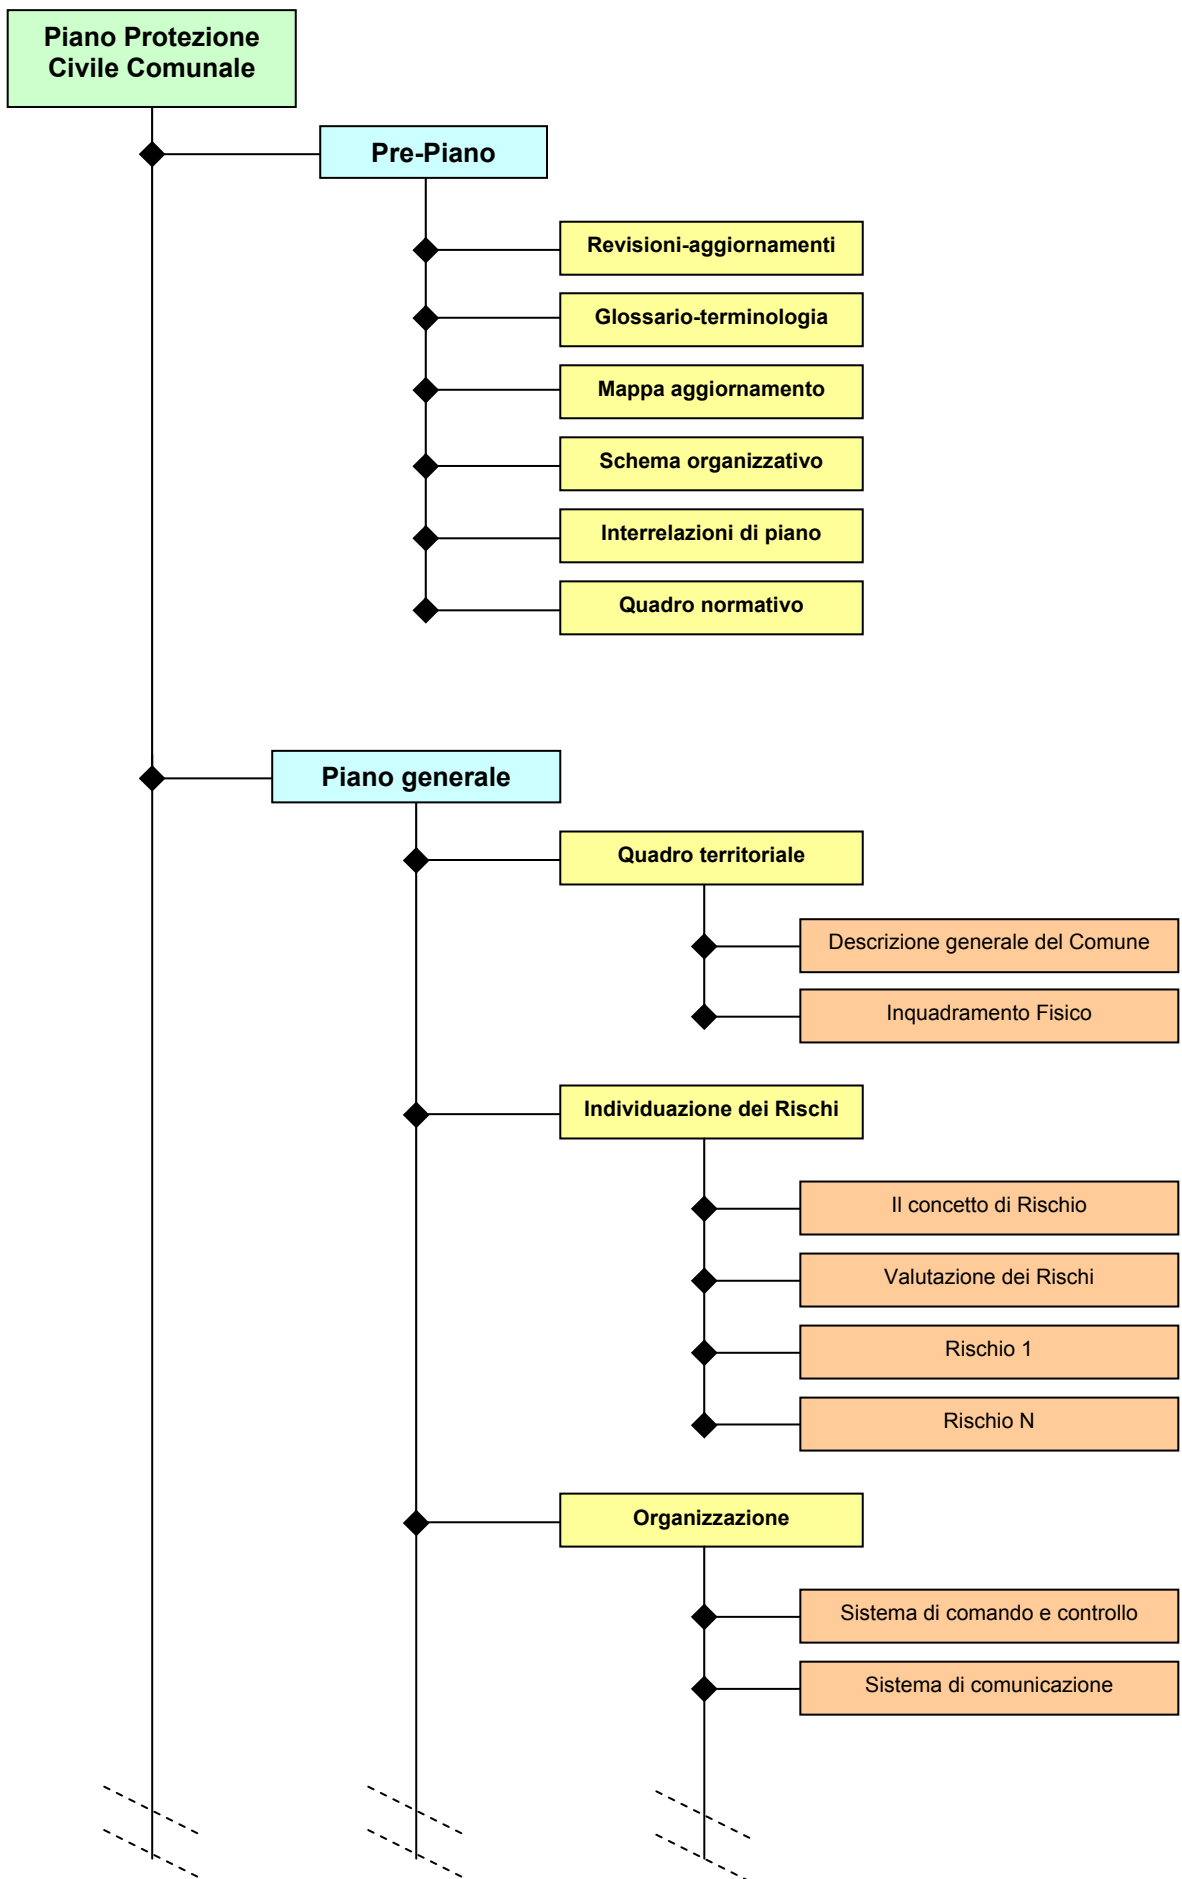 Piano Protezione
Civile Comunale
Pre-Piano
Revisioni-aggiornamenti
Glossario-terminologia
Mappa aggiornamento
Schema organizzativo
Interrelazioni di piano
Quadro normativo
Piano generale
Quadro territoriale
Descrizione generale del Comune
Inquadramento Fisico
Individuazione dei Rischi
Il concetto di Rischio
Valutazione dei Rischi
Rischio 1
Rischio N
Organizzazione
Sistema di comando e controllo
Sistema di comunicazione